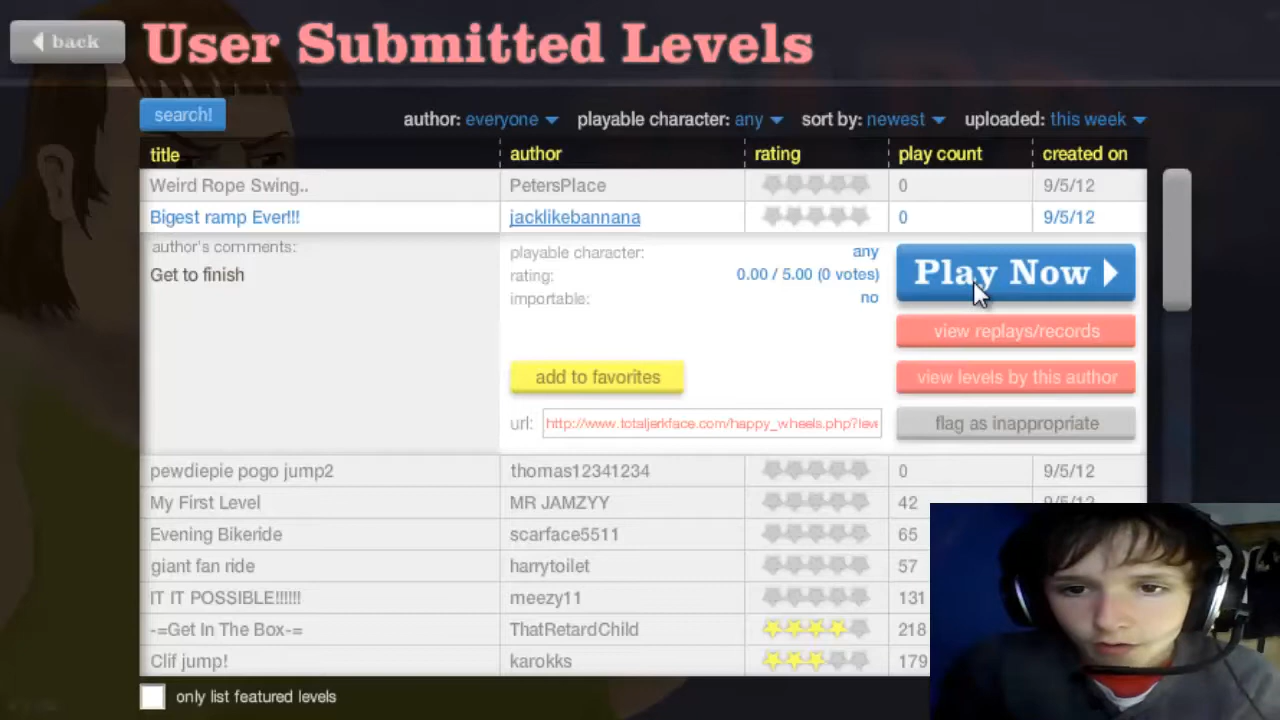 back
User Submitted Levels
search!
author: everyone playable character: any sort by: newest uploaded: this week
title author rating play count created on
Weird Rope Swing.. PetersPlace 0 9/5/12
Bigest ramp Ever!!! jacklikebannana 0 9/5/12
author's comments:
Get to finish
playable character: any
rating: 0.00 / 5.00 (0 votes)
importable: no
Play Now
view replays/records
add to favorites
view levels by this author
url: http://www.totaljerkface.com/happy_wheels.php?leve
flag as inappropriate
pewdiepie pogo jump2 thomas12341234 0 9/5/12
My First Level MR JAMZYY 42 9/5/12
Evening Bikeride scarface5511 65
giant fan ride harrytoilet 57
IT IT POSSIBLE!!!!!! meezy11 131
-=Get In The Box-= ThatRetardChild 218
Clif jump! karokks 179
only list featured levels